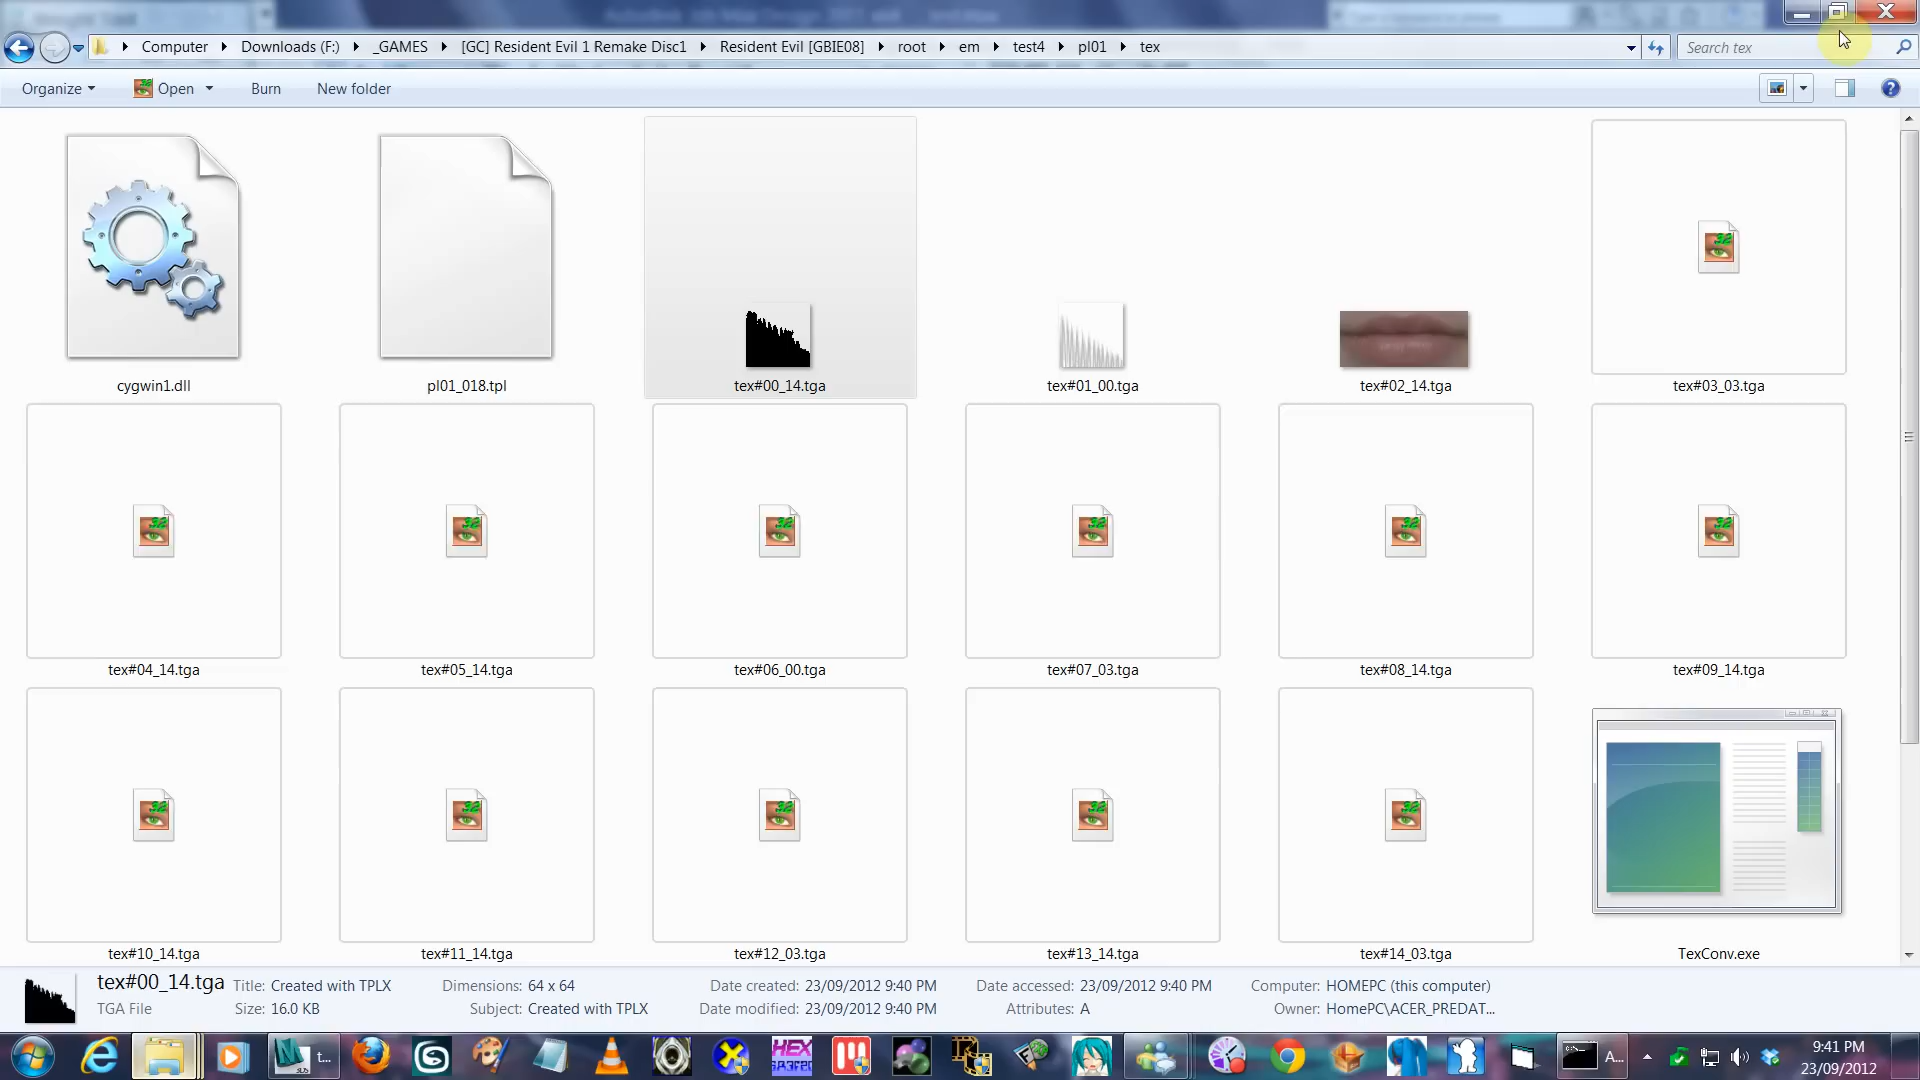 Computer Downloads (F:) _GAMES [GC] Resident Evil 1 Remake Disc1 Resident Evil [GBIE08] root em test4 pl01 tex Search tex
Organize Open Burn New folder
cygwin1.dll pl01_018.tpl tex#00_14.tga tex#01_00.tga tex#02_14.tga tex#03_03.tga
tex#04_14.tga tex#05_14.tga tex#06_00.tga tex#07_03.tga tex#08_14.tga tex#09_14.tga
tex#10_14.tga tex#11_14.tga tex#12_03.tga tex#13_14.tga tex#14_03.tga TexConv.exe
tex#00_14.tga Title: Created with TPLX Dimensions: 64 x 64 Date created: 23/09/2012 9:40 PM Date accessed: 23/09/2012 9:40 PM Computer: HOMEPC (this computer)
TGA File Size: 16.0 KB Subject: Created with TPLX Date modified: 23/09/2012 9:40 PM Attributes: A Owner: HomePC\ACER_PREDAT...
t... HEX A... 9:41 PM
23/09/2012